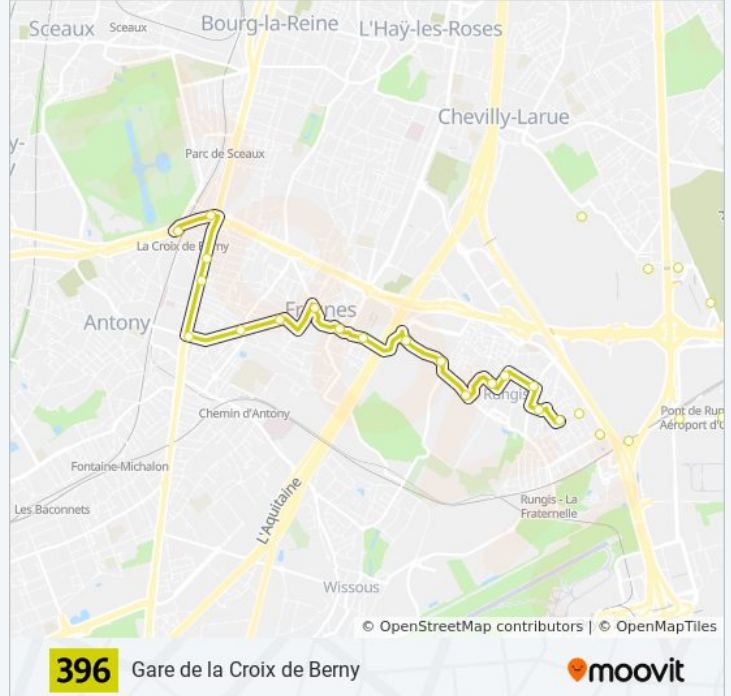 Sceaux
Sceaux
Bourg-la-Reine
L'Haÿ-les-Roses
Chevilly-Larue
Parc de Sceaux
La Croix de Berny
Antony
Fresnes
Rungis
Chemin d'Antony
Pont de Run
Aéroport d'O
Fontaine-Michalon
Les Baconnets
L'Aquitaine
Rungis - La
Fraternelle
Wissous
© OpenStreetMap contributors | © OpenMapTiles
396
Gare de la Croix de Berny
moovit